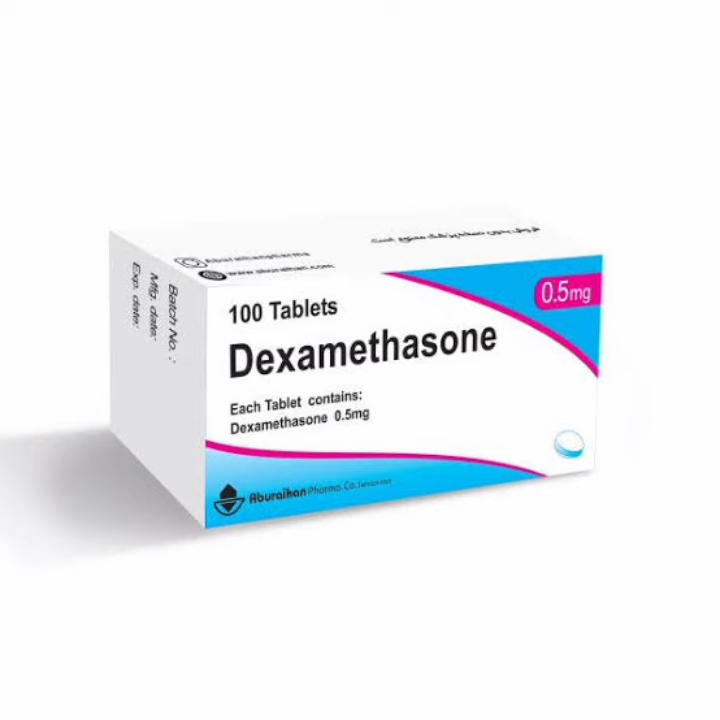 Aburaihanpharma
www.aburaihan.com
Batch No. :
Mfg. date:
Exp. date:
100 Tablets
Dexamethasone
0.5mg
Each Tablet contains:
Dexamethasone 0.5mg
Aburaihan Pharma. Co.